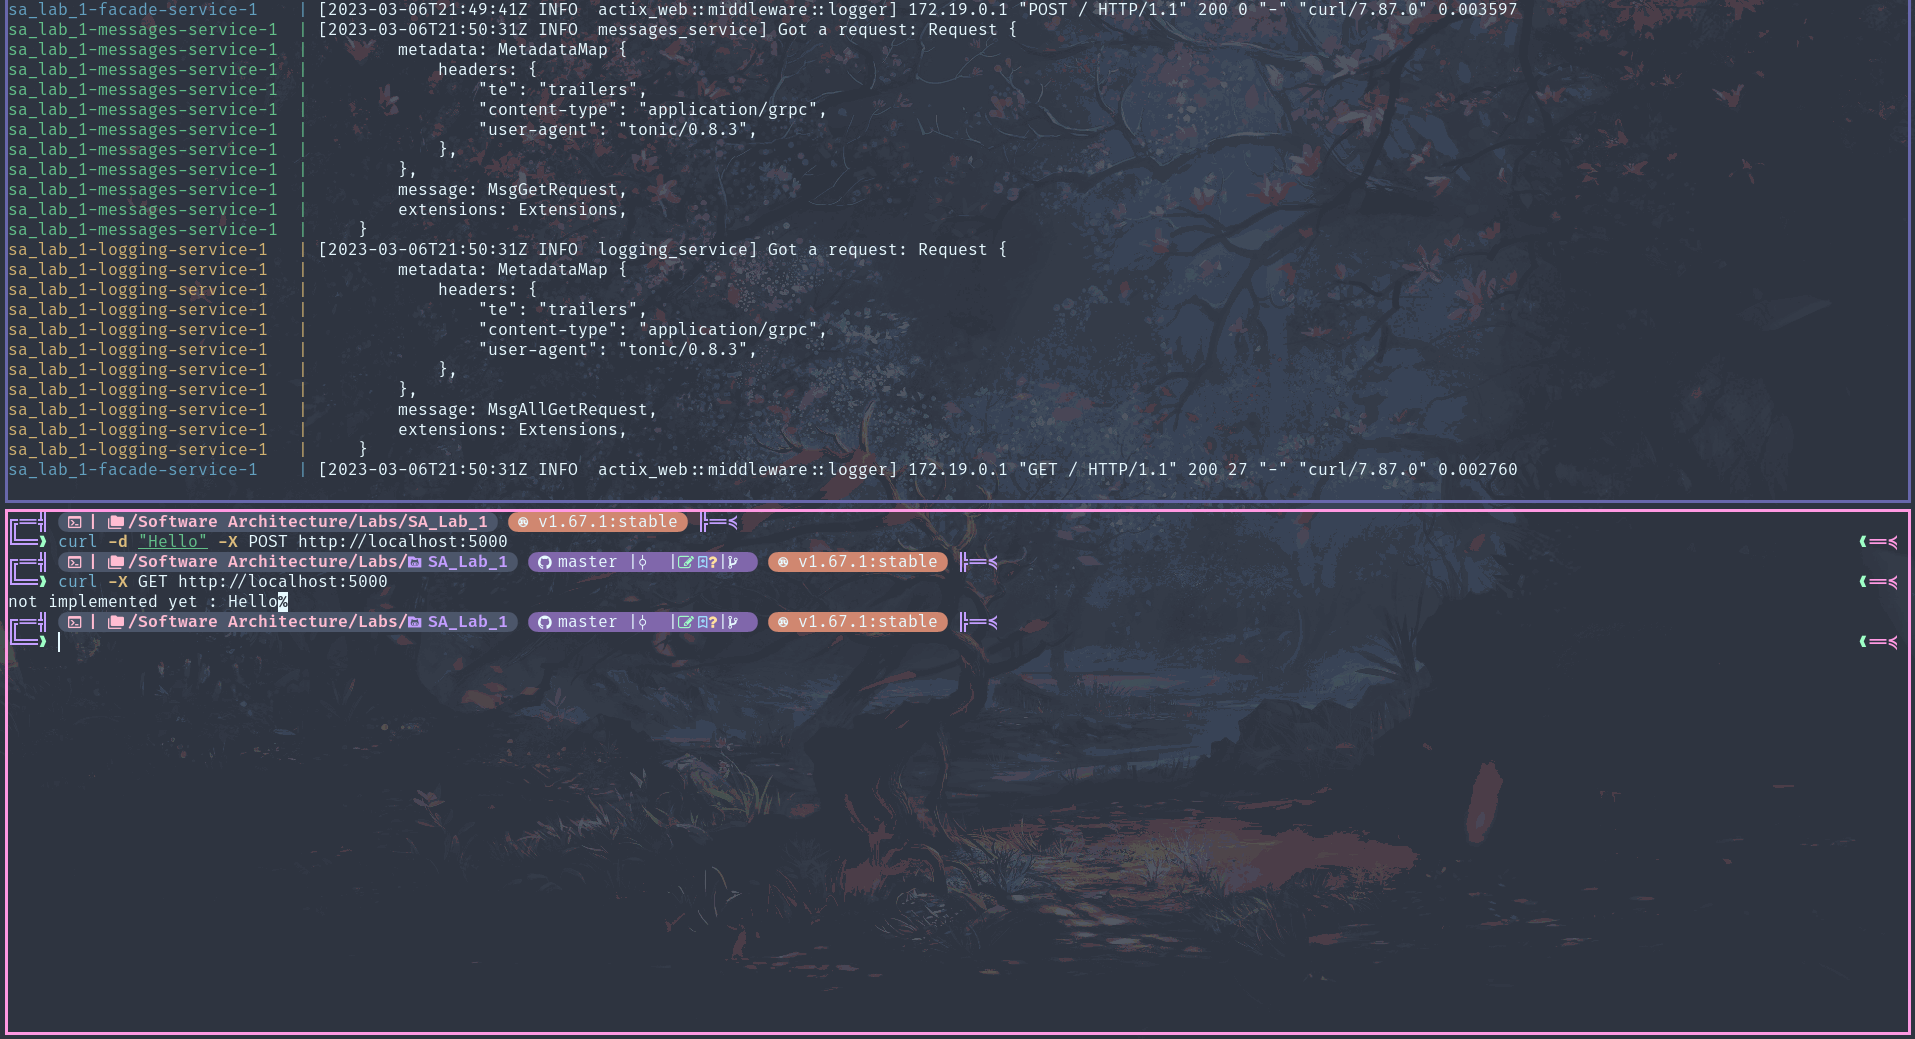 sa_lab_1-facade-service-1    | [2023-03-06T21:49:41Z INFO  actix_web::middleware::logger] 172.19.0.1 "POST / HTTP/1.1" 200 0 "-" "curl/7.87.0" 0.003597
sa_lab_1-messages-service-1  | [2023-03-06T21:50:31Z INFO  messages_service] Got a request: Request {
sa_lab_1-messages-service-1  |         metadata: MetadataMap {
sa_lab_1-messages-service-1  |             headers: {
sa_lab_1-messages-service-1  |                 "te": "trailers",
sa_lab_1-messages-service-1  |                 "content-type": "application/grpc",
sa_lab_1-messages-service-1  |                 "user-agent": "tonic/0.8.3",
sa_lab_1-messages-service-1  |             },
sa_lab_1-messages-service-1  |         },
sa_lab_1-messages-service-1  |         message: MsgGetRequest,
sa_lab_1-messages-service-1  |         extensions: Extensions,
sa_lab_1-messages-service-1  |     }
sa_lab_1-logging-service-1   | [2023-03-06T21:50:31Z INFO  logging_service] Got a request: Request {
sa_lab_1-logging-service-1   |         metadata: MetadataMap {
sa_lab_1-logging-service-1   |             headers: {
sa_lab_1-logging-service-1   |                 "te": "trailers",
sa_lab_1-logging-service-1   |                 "content-type": "application/grpc",
sa_lab_1-logging-service-1   |                 "user-agent": "tonic/0.8.3",
sa_lab_1-logging-service-1   |             },
sa_lab_1-logging-service-1   |         },
sa_lab_1-logging-service-1   |         message: MsgAllGetRequest,
sa_lab_1-logging-service-1   |         extensions: Extensions,
sa_lab_1-logging-service-1   |     }
sa_lab_1-facade-service-1    | [2023-03-06T21:50:31Z INFO  actix_web::middleware::logger] 172.19.0.1 "GET / HTTP/1.1" 200 27 "-" "curl/7.87.0" 0.002760
| /Software Architecture/Labs/SA_Lab_1 v1.67.1:stable
curl -d "Hello" -X POST http://localhost:5000
| /Software Architecture/Labs/ SA_Lab_1 master | | ?| v1.67.1:stable
curl -X GET http://localhost:5000
not implemented yet : Hello%
| /Software Architecture/Labs/ SA_Lab_1 master | | ?| v1.67.1:stable